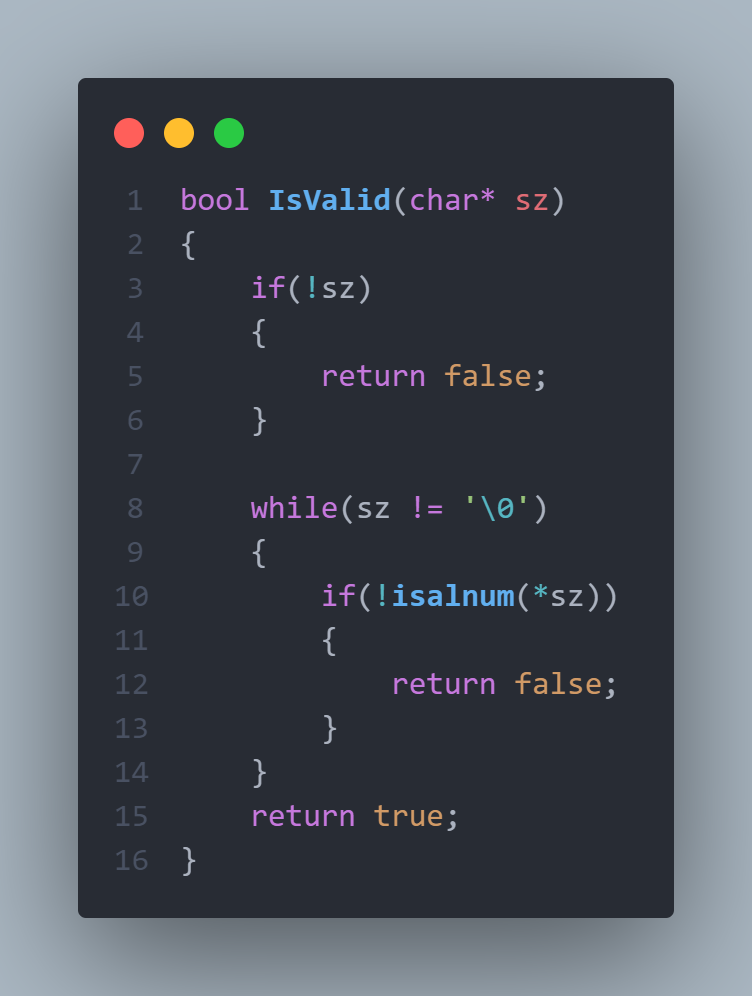 1 bool IsValid(char* sz)
2 {
3     if(!sz)
4     {
5         return false;
6     }
7
8     while(sz != '\0')
9     {
10         if(!isalnum(*sz))
11         {
12             return false;
13         }
14     }
15     return true;
16 }